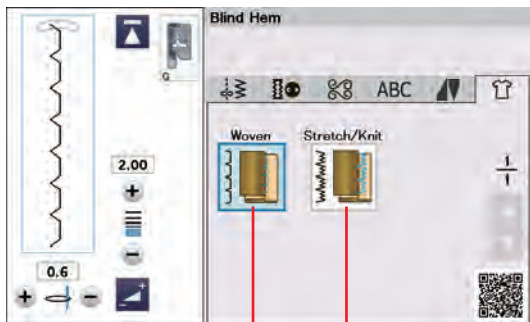 Blind Hem
G
ABC
Woven Stretch/Knit
2.00
1
1
0.6